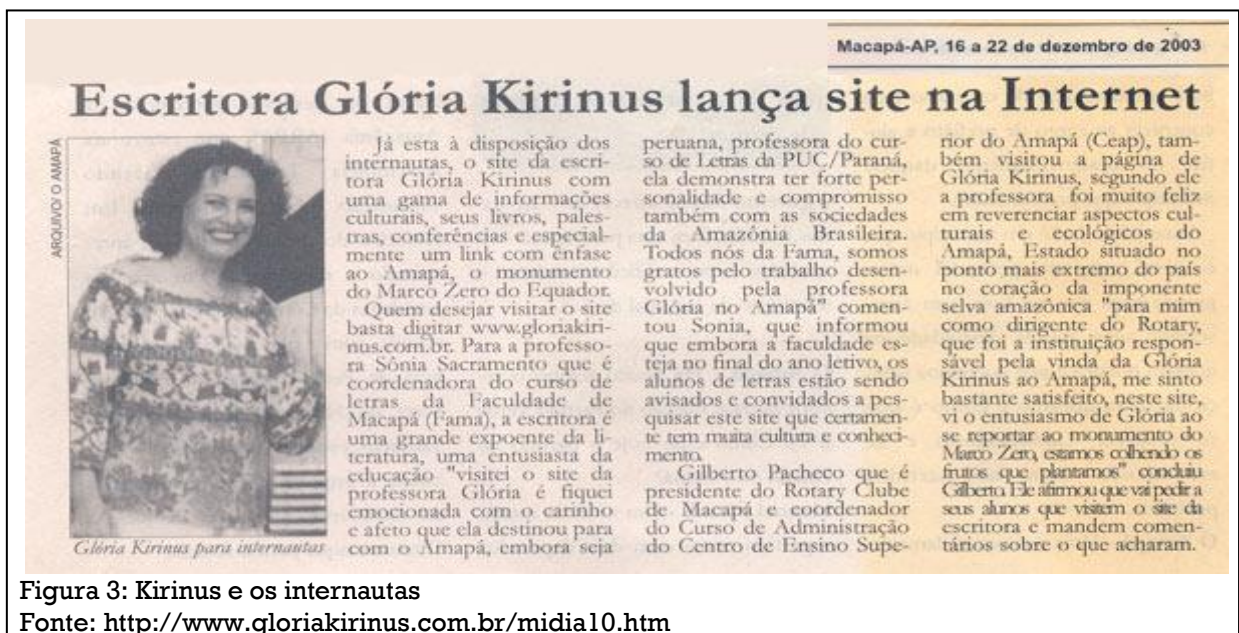 Macapá-AP, 16 a 22 de dezembro de 2003
Escritora Glória Kirinus lança site na Internet
ARQUIVO/ O AMAPÁ
Glória Kirinus para internautas
Já esta à disposição dos
internautas, o site da escri-
tora Glória Kirinus com
uma gama de informações
culturais, seus livros, pales-
tras, conferências e especial-
mente um link com ênfase
ao Amapá, o monumento
do Marco Zero do Equador.
Quem desejar visitar o site
basta digitar www.gloriakiri-
nus.com.br. Para a professo-
ra Sônia Sacramento que é
coordenadora do curso de
letras da Faculdade de
Macapá (Fama), a escritora é
uma grande expoente da li-
teratura, uma entusiasta da
educação "visitei o site da
professora Glória é fiquei
emocionada com o carinho
e afeto que ela destinou para
com o Amapá, embora seja
peruana, professora do cur-
so de Letras da PUC/Paraná,
ela demonstra ter forte per-
sonalidade e compromisso
também com as sociedades
da Amazônia Brasileira.
Todos nós da Fama, somos
gratos pelo trabalho desen-
volvido pela professora
Glória no Amapá" comen-
tou Sonia, que informou
que embora a faculdade es-
teja no final do ano letivo, os
alunos de letras estão sendo
avisados e convidados a pes-
quisar este site que certamen-
te tem muita cultura e conheci-
mento.
Gilberto Pacheco que é
presidente do Rotary Clube
de Macapá e coordenador
do Curso de Administração
do Centro de Ensino Supe-
rior do Amapá (Ceap), tam-
bém visitou a página de
Glória Kirinus, segundo ele
a professora foi muito feliz
em reverenciar aspectos cul-
turais e ecológicos do
Amapá, Estado situado no
ponto mais extremo do país
no coração da imponente
selva amazônica "para mim
como dirigente do Rotary,
que foi a instituição respon-
sável pela vinda da Glória
Kirinus ao Amapá, me sinto
bastante satisfeito, neste site,
vi o entusiasmo de Glória ao
se reportar ao monumento do
Marco Zero, estamos colhendo os
frutos que plantamos" concluiu
Gilberto. Ele afirmou que vai pedir a
seus alunos que visitem o site da
escritora e mandem comen-
tários sobre o que acharam.
Figura 3: Kirinus e os internautas
Fonte: http://www.gloriakirinus.com.br/midia10.htm